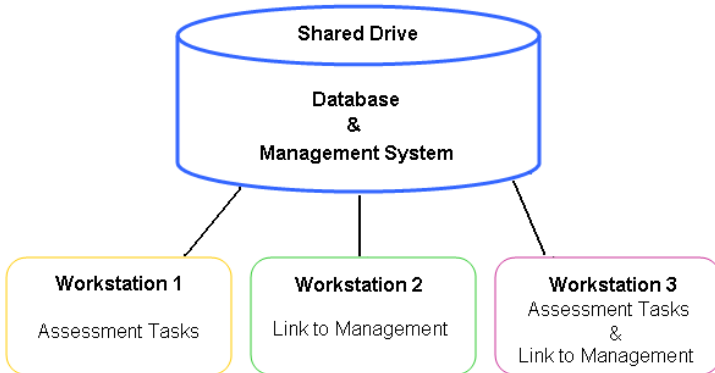 Shared Drive
Database
&
Management System
Workstation 1
Assessment Tasks
Workstation 2
Link to Management
Workstation 3
Assessment Tasks
&
Link to Management